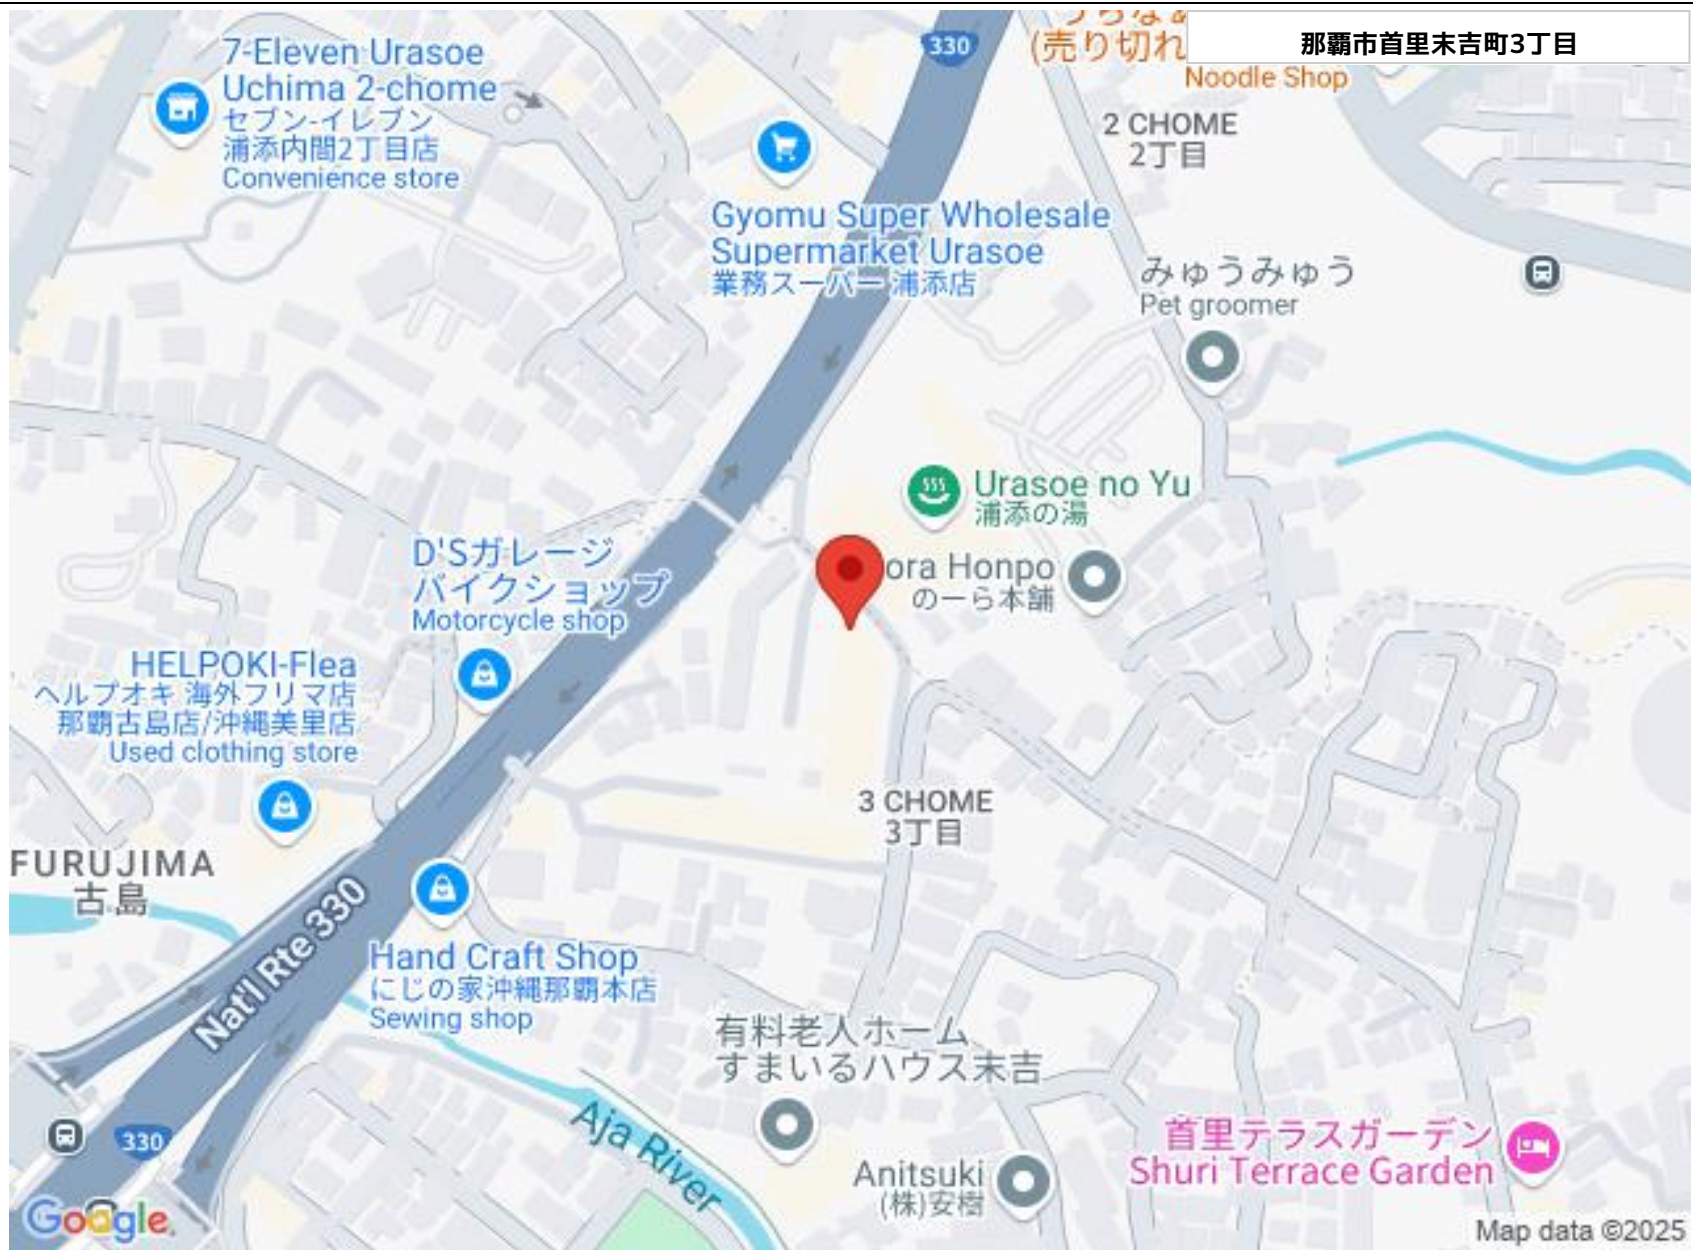 那覇市首里末吉町3丁目
330
(売り切れ
Noodle Shop
7-Eleven Urasoe
Uchima 2-chome
セブン-イレブン
浦添内間2丁目店
Convenience store
2 CHOME
2丁目
Gyomu Super Wholesale
Supermarket Urasoe
業務スーパー 浦添店
みゅうみゅう
Pet groomer
Urasoe no Yu
浦添の湯
ora Honpo
のーら本舗
D'Sガレージ
バイクショップ
Motorcycle shop
HELPOKI-Flea
ヘルプオキ 海外フリマ店
那覇古島店/沖縄美里店
Used clothing store
3 CHOME
3丁目
FURUJIMA
古島
Nat'l Rte 330
Hand Craft Shop
にじの家沖縄那覇本店
Sewing shop
有料老人ホーム
すまいるハウス末吉
Aja River
330
首里テラスガーデン
Shuri Terrace Garden
Anitsuki
(株)安樹
Google
Map data ©2025